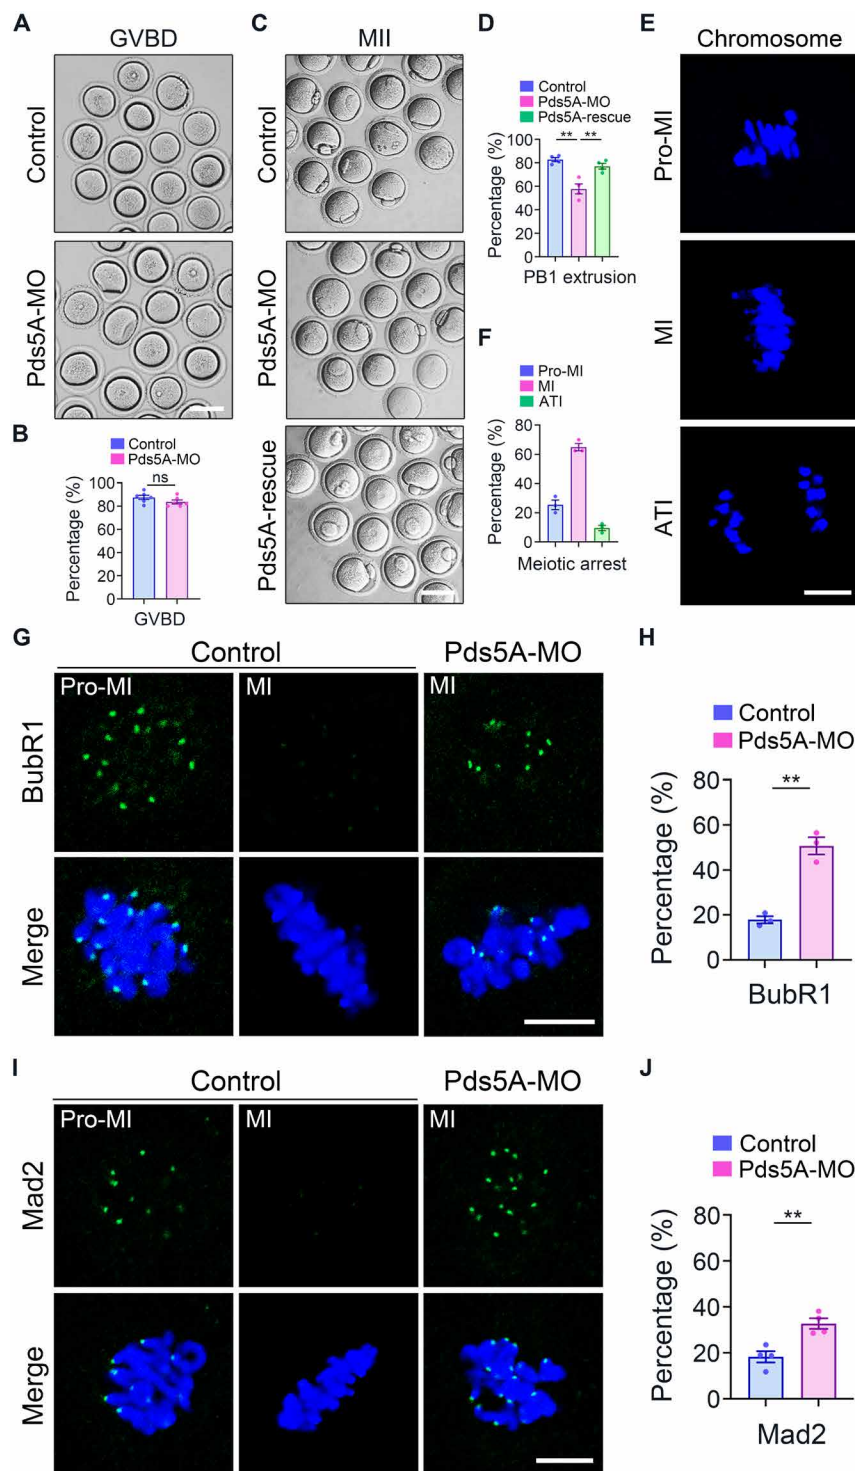 A
GVBD
Control
Pds5A-MO
B
Control
Pds5A-MO
ns
Percentage (%)
100
80
60
40
20
0
GVBD
C
MII
Control
Pds5A-MO
Pds5A-rescue
D
Control
Pds5A-MO
Pds5A-rescue
** **
Percentage (%)
100
80
60
40
20
0
PB1 extrusion
E
Chromosome
Pro-MI
MI
ATI
F
Pro-MI
MI
ATI
Percentage (%)
80
60
40
20
0
Meiotic arrest
G
Control
Pds5A-MO
Pro-MI
MI
MI
BubR1
Merge
H
Control
Pds5A-MO
**
Percentage (%)
80
60
40
20
0
BubR1
I
Control
Pds5A-MO
Pro-MI
MI
MI
Mad2
Merge
J
Control
Pds5A-MO
**
Percentage (%)
80
60
40
20
0
Mad2